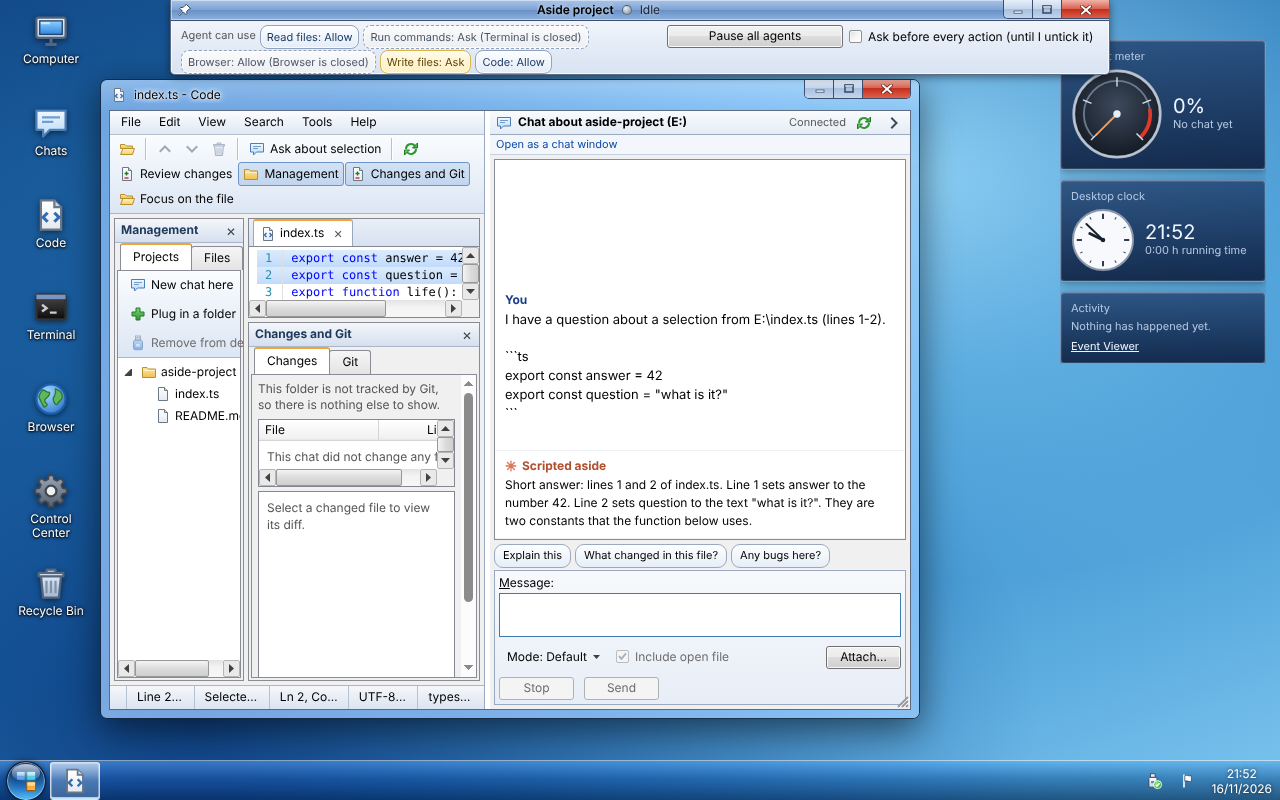 Aside project Idle
Agent can use Read files: Allow Run commands: Ask (Terminal is closed) Pause all agents Ask before every action (until I untick it)
Browser: Allow (Browser is closed) Write files: Ask Code: Allow
Computer
Chats
Code
Terminal
Browser
Control
Center
Recycle Bin
index.ts - Code
File Edit View Search Tools Help
Ask about selection
Review changes Management Changes and Git
Focus on the file
Management
Projects Files
New chat here
Plug in a folder
Remove from de
aside-project
index.ts
README.m
index.ts
1 export const answer = 42
2 export const question =
3 export function life():
Changes and Git
Changes Git
This folder is not tracked by Git,
so there is nothing else to show.
File Li
This chat did not change any f
Select a changed file to view
its diff.
Line 2... Selecte... Ln 2, Co... UTF-8... types...
Chat about aside-project (E:) Connected
Open as a chat window
You
I have a question about a selection from E:\index.ts (lines 1-2).
```ts
export const answer = 42
export const question = "what is it?"
```
Scripted aside
Short answer: lines 1 and 2 of index.ts. Line 1 sets answer to the
number 42. Line 2 sets question to the text "what is it?". They are
two constants that the function below uses.
Explain this What changed in this file? Any bugs here?
Message:
Mode: Default Include open file Attach...
Stop Send
meter
0%
No chat yet
Desktop clock
21:52
0:00 h running time
Activity
Nothing has happened yet.
Event Viewer
21:52
16/11/2026